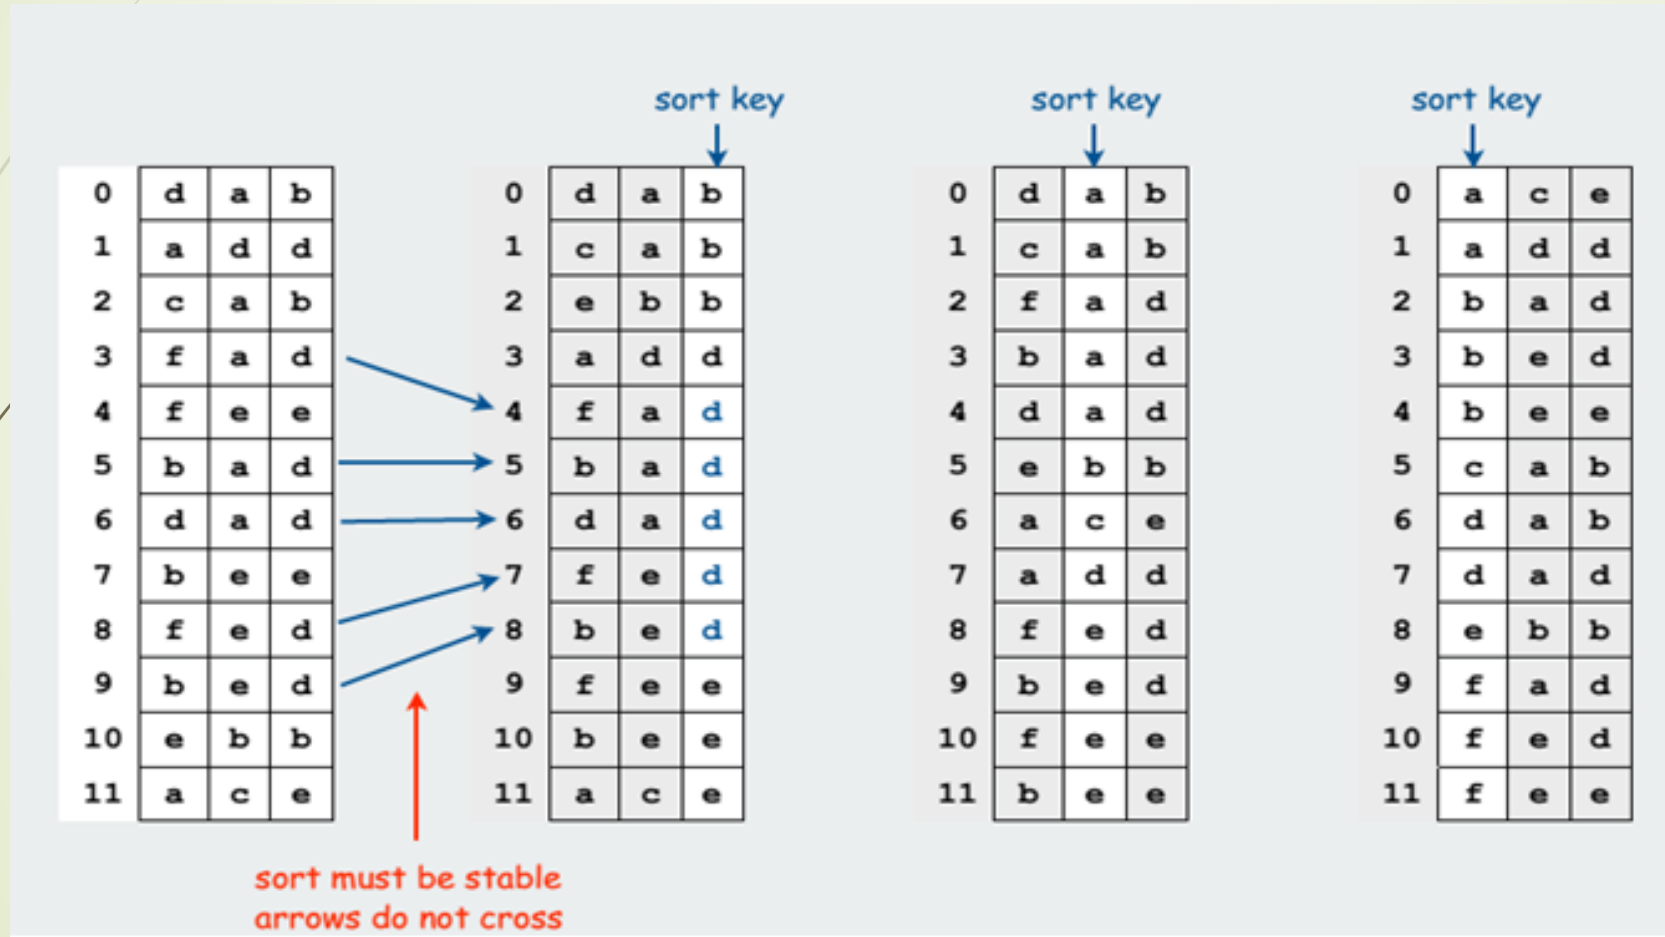 sort key sort key sort key
0 d a b 0 d a b 0 d a b 0 a c e
1 a d d 1 c a b 1 c a b 1 a d d
2 c a b 2 e b b 2 f a d 2 b a d
3 f a d 3 a d d 3 b a d 3 b e d
4 f e e 4 f a d 4 d a d 4 b e e
5 b a d 5 b a d 5 e b b 5 c a b
6 d a d 6 d a d 6 a c e 6 d a b
7 b e e 7 f e d 7 a d d 7 d a d
8 f e d 8 b e d 8 f e d 8 e b b
9 b e d 9 f e e 9 b e d 9 f a d
10 e b b 10 b e e 10 f e e 10 f e d
11 a c e 11 a c e 11 b e e 11 f e e
sort must be stable
arrows do not cross